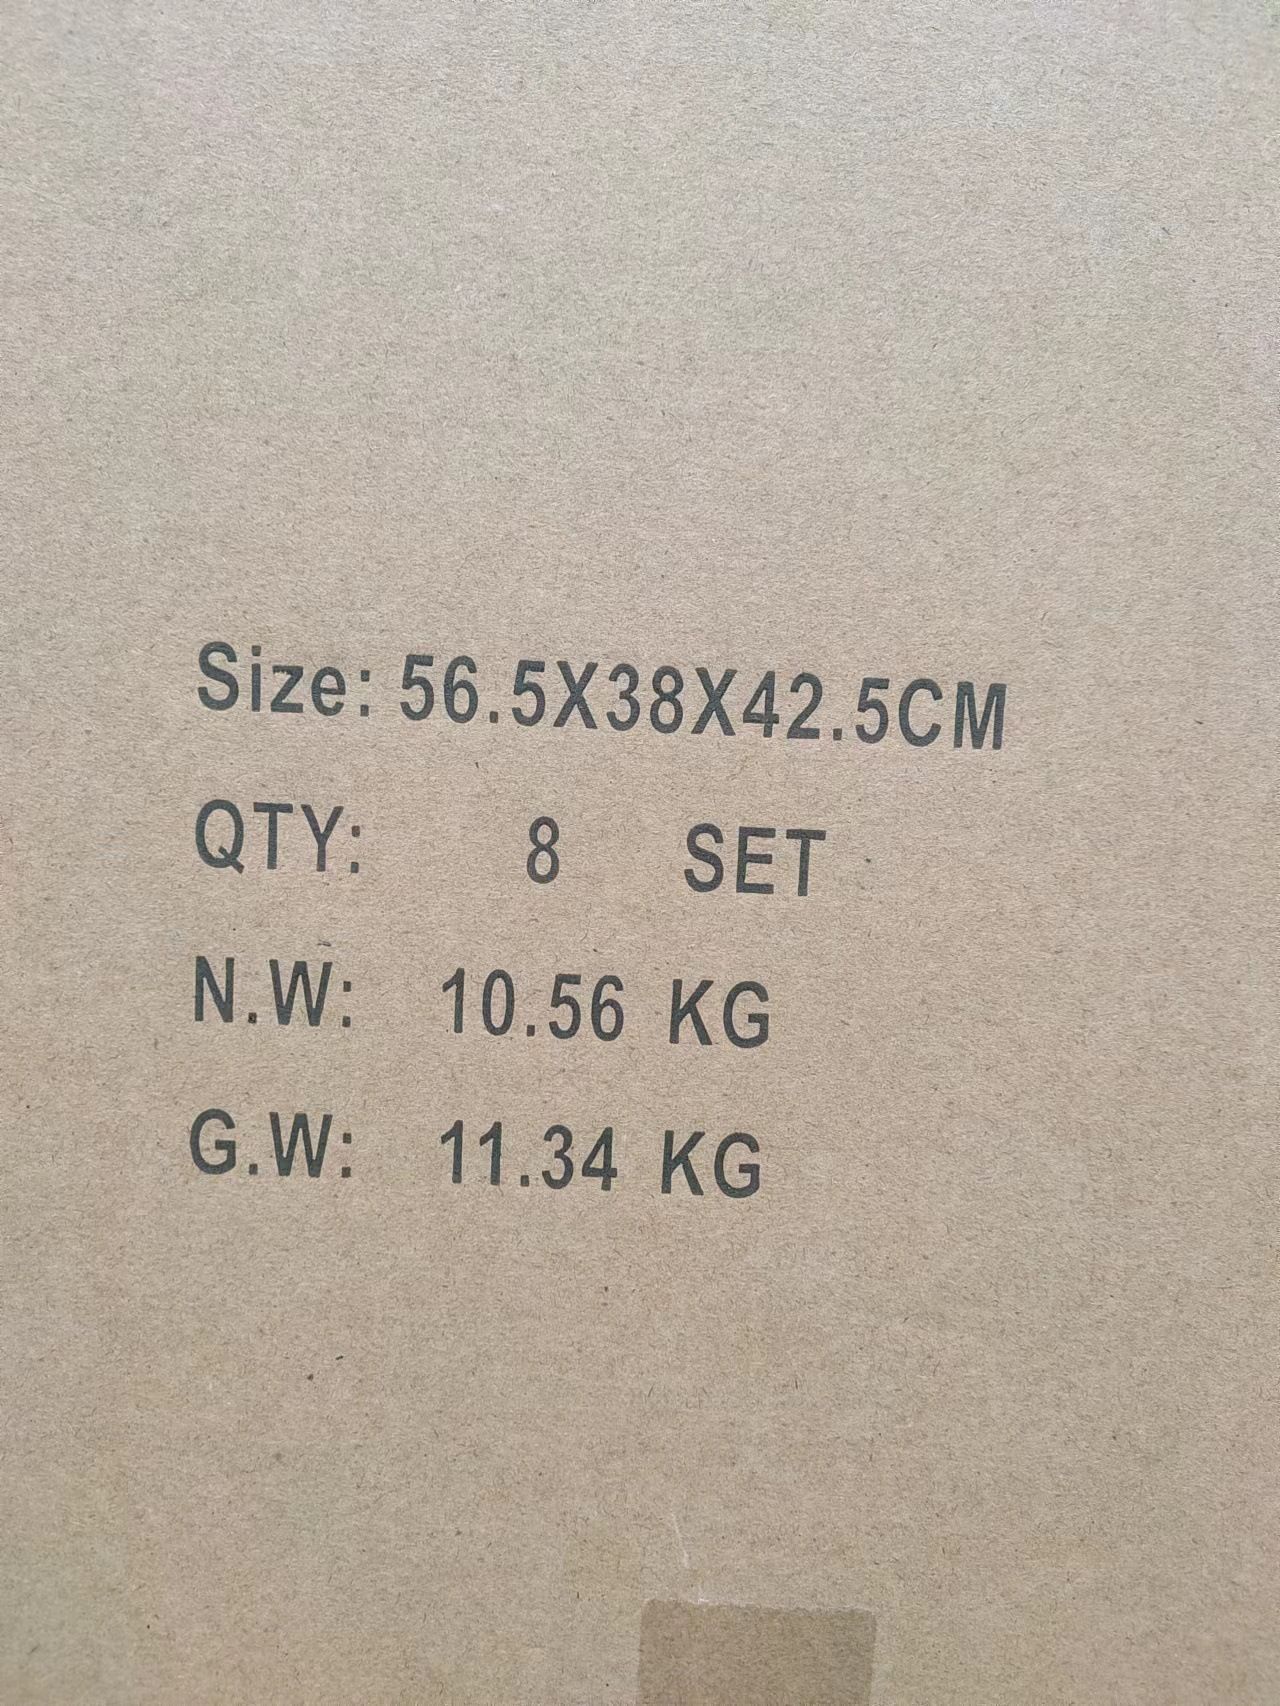 Size: 56.5X38X42.5CM
QTY: 8 SET
N.W: 10.56 KG
G.W: 11.34 KG